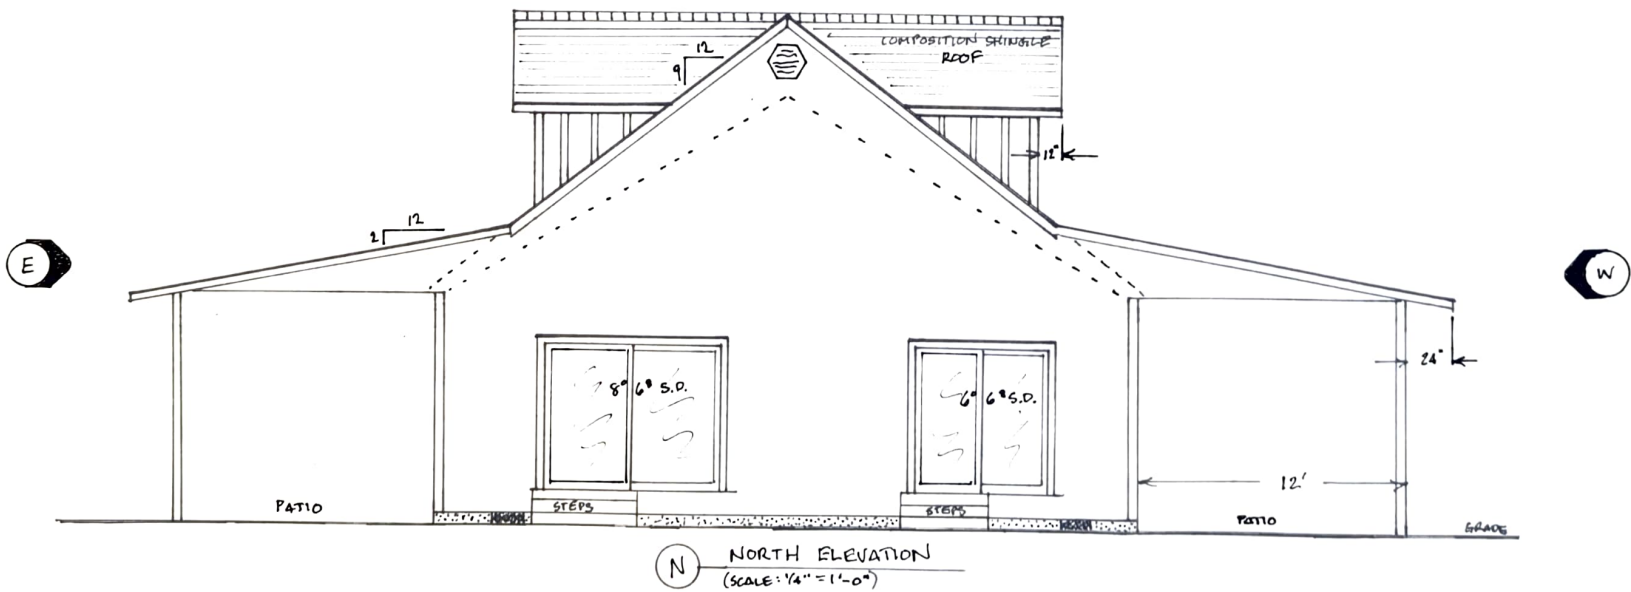 COMPOSITION SHINGLE
ROOF
12
9
12"
12
2
E
W
24"
8⁰ 6⁸ S.D.
6⁰ 6⁸ S.D.
12'
PATIO
STEPS
STEPS
PATIO
GRADE
N
NORTH ELEVATION
(SCALE: 1/4" = 1'-0")